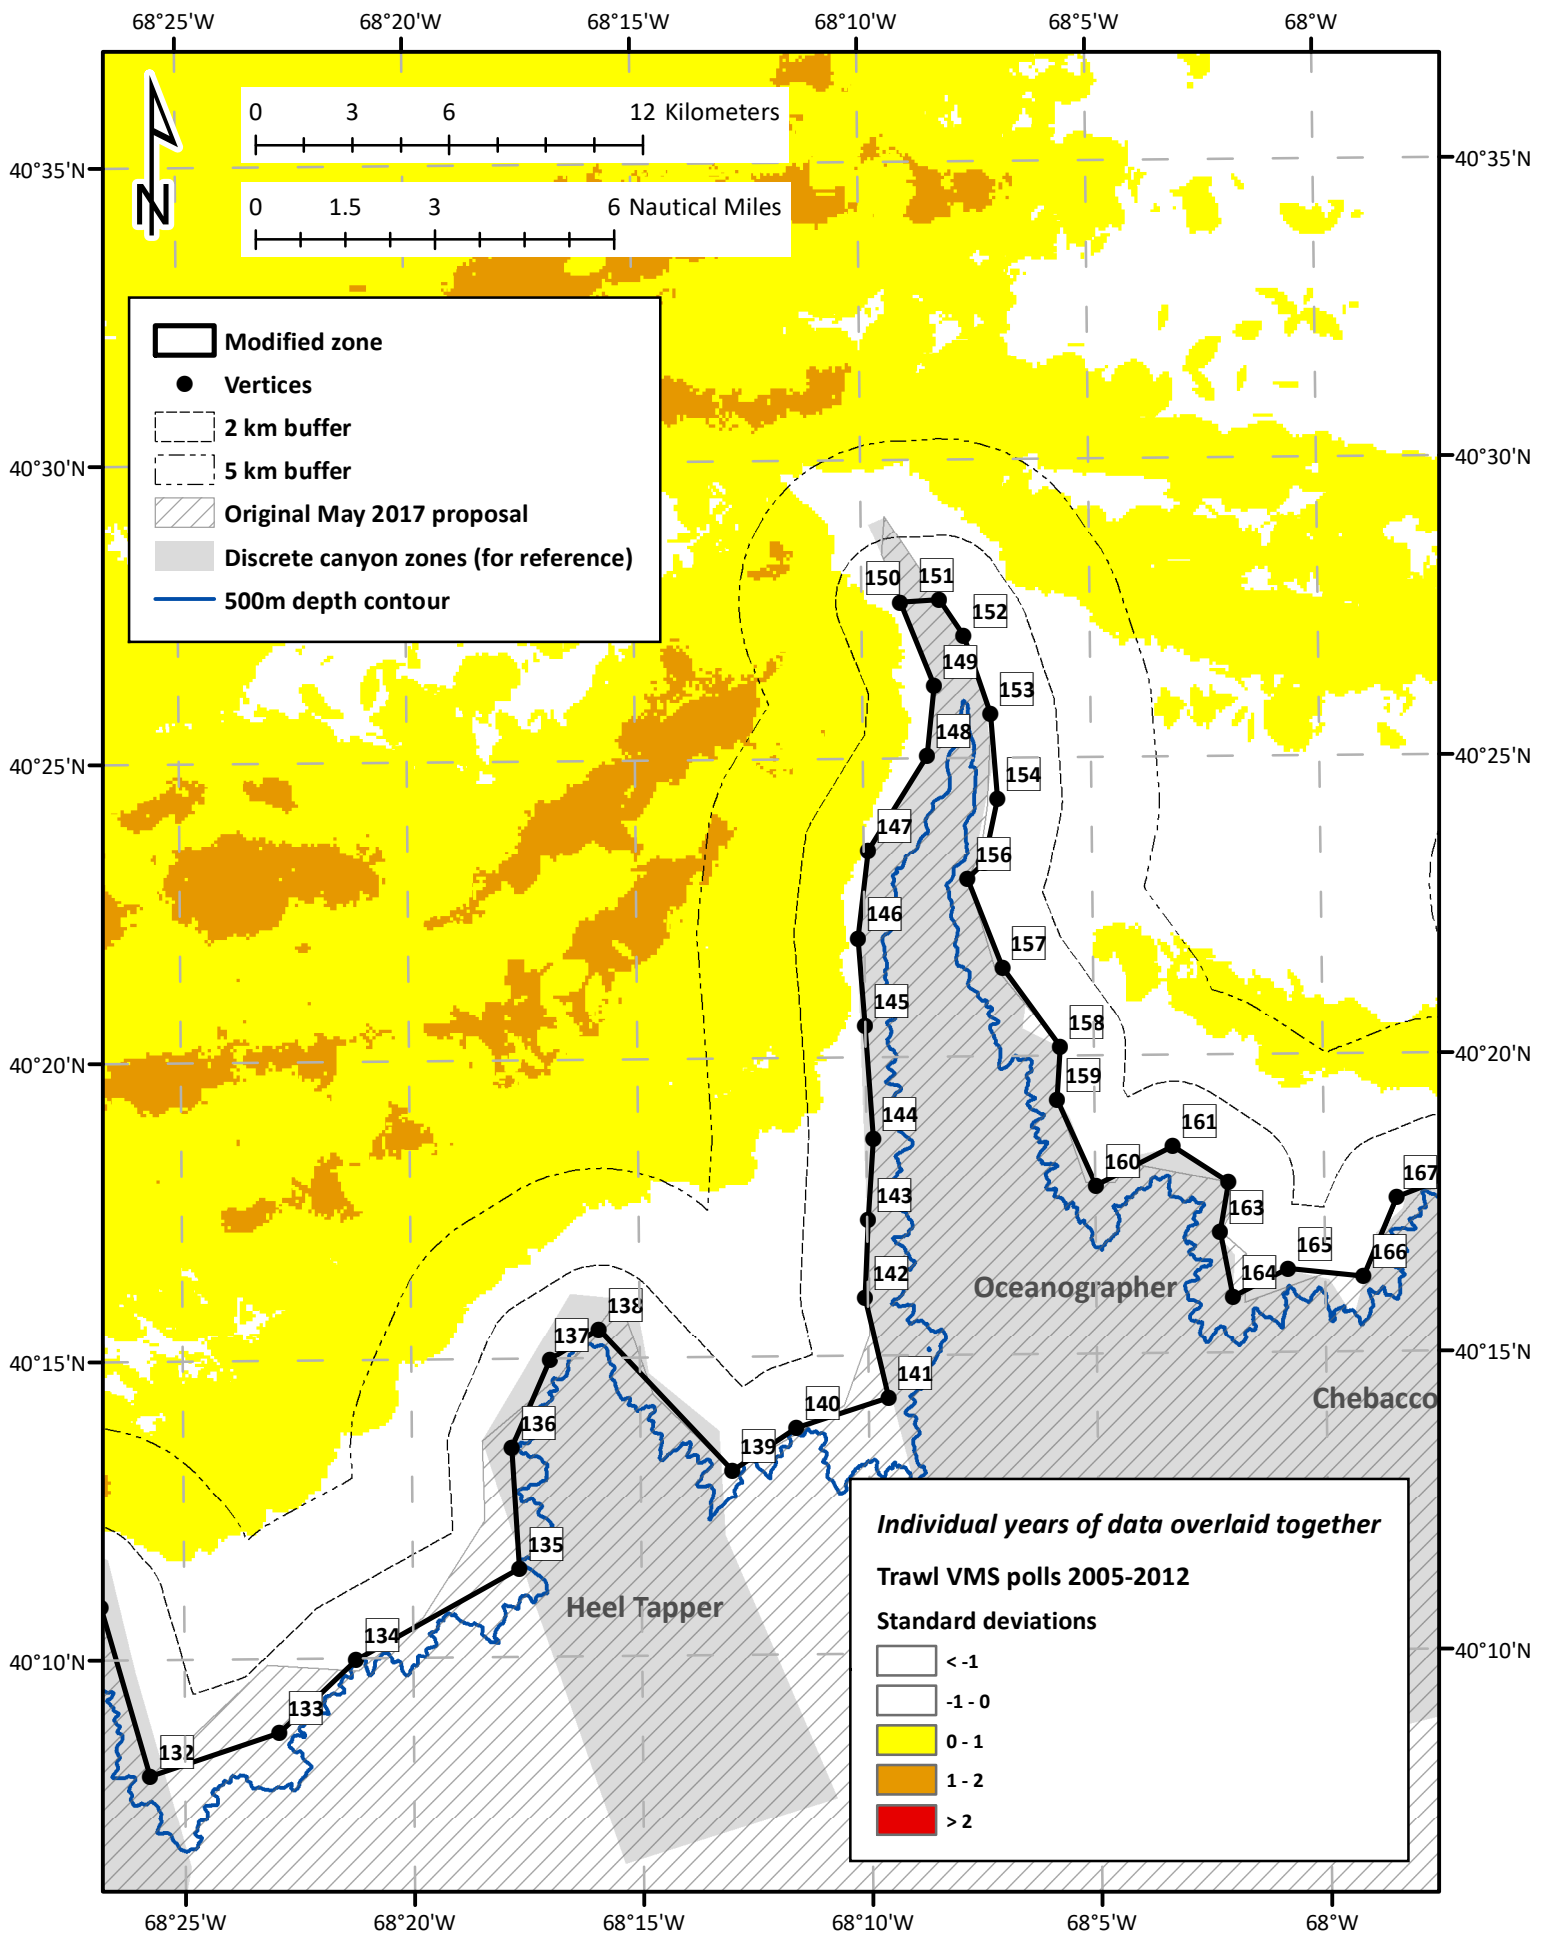 68°25'W 68°20'W 68°15'W 68°10'W 68°5'W 68°W
0 3 6 12 Kilometers
40°35'N 40°35'N
N
0 1.5 3 6 Nautical Miles
Modified zone
Vertices
2 km buffer
5 km buffer
Original May 2017 proposal
Discrete canyon zones (for reference)
500m depth contour
40°30'N 40°30'N
150 151
152
149
153
148
40°25'N 40°25'N
154
147
156
146
157
145
158
40°20'N 40°20'N
159
144
161
160
167
143
163
165
166
142
164
Oceanographer
138
137
40°15'N 40°15'N
141
Chebacco
140
136
139
135
Heel Tapper
134
40°10'N 40°10'N
133
132
Individual years of data overlaid together
Trawl VMS polls 2005-2012
Standard deviations
< -1
-1 - 0
0 - 1
1 - 2
> 2
68°25'W 68°20'W 68°15'W 68°10'W 68°5'W 68°W